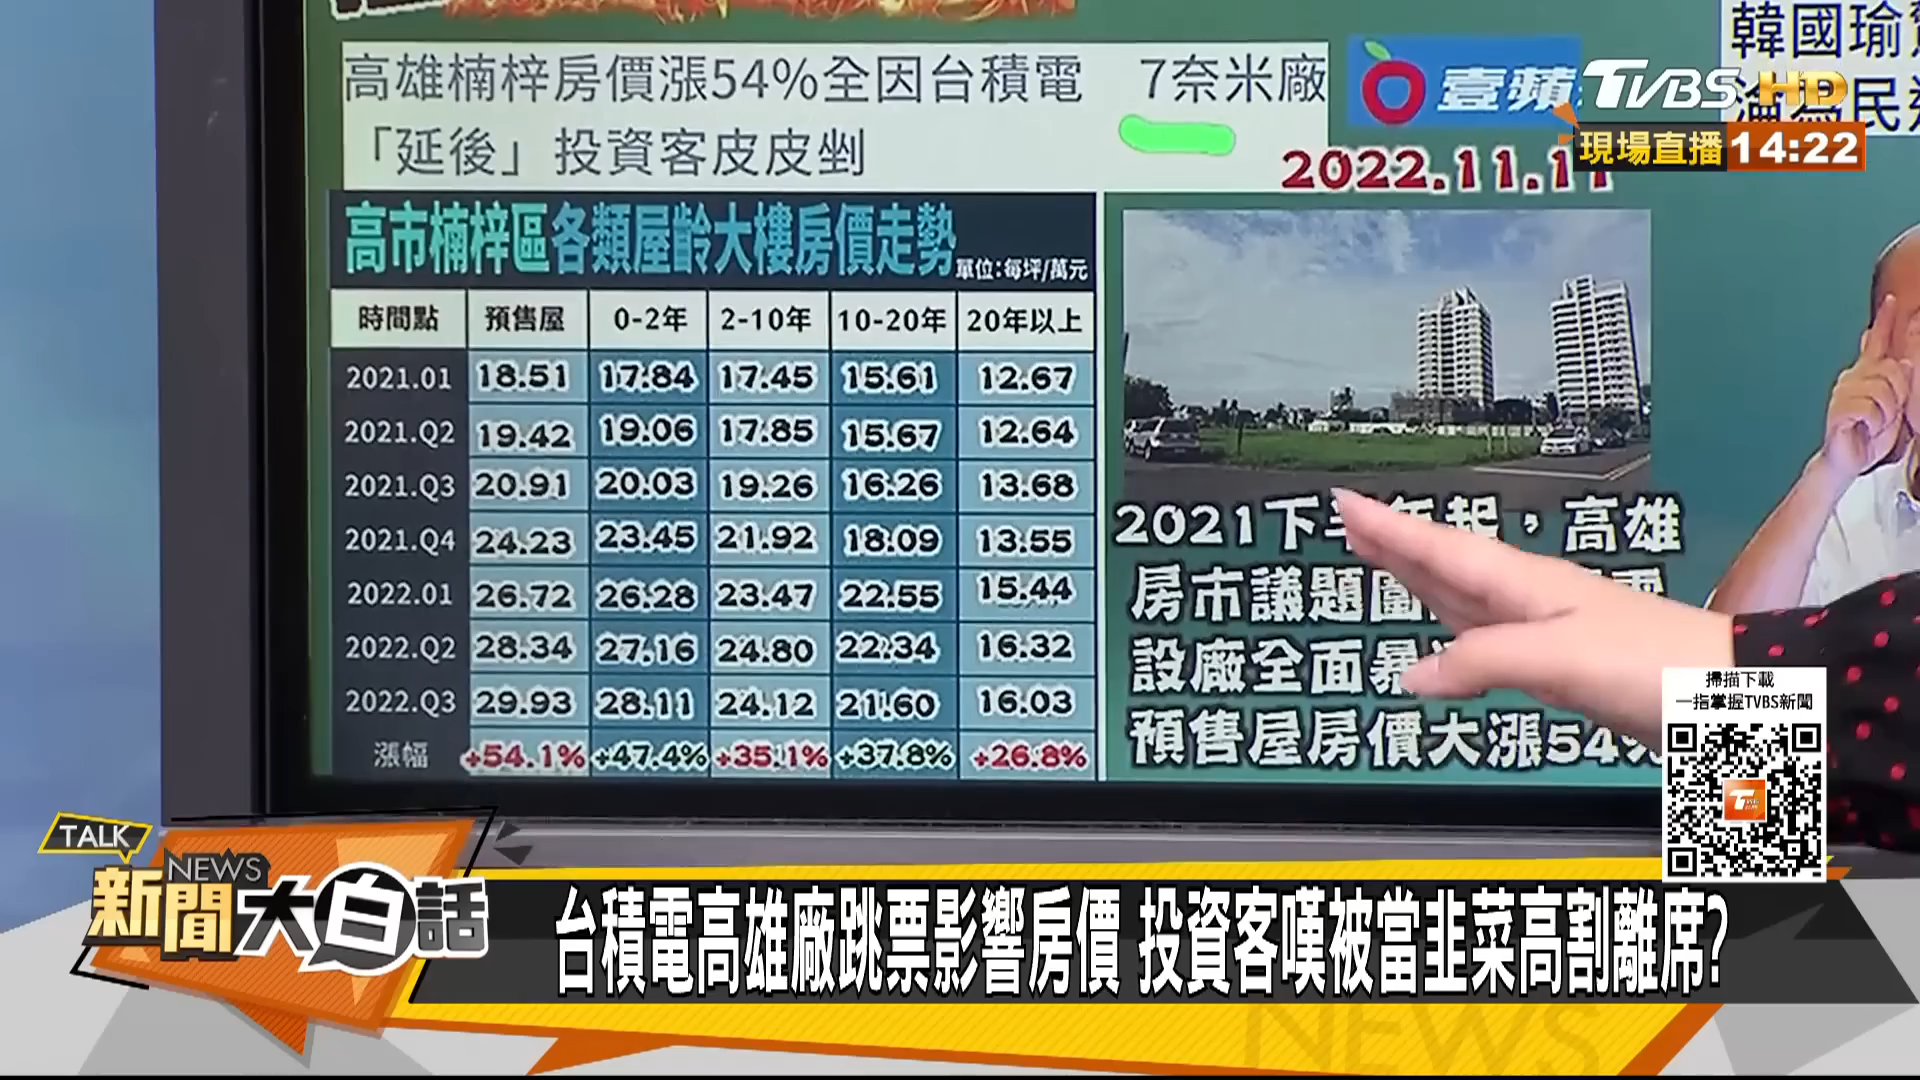 高雄楠梓房價漲54%全因台積電 7奈米廠
「延後」投資客皮皮剉
壹蘋
TVBS HD
韓國瑜
淪為民
現場直播 14:22
2022.11.11
高市楠梓區各類屋齡大樓房價走勢
單位:每坪/萬元
時間點 預售屋 0-2年 2-10年 10-20年 20年以上
2021.01 18.51 17.84 17.45 15.61 12.67
2021.Q2 19.42 19.06 17.85 15.67 12.64
2021.Q3 20.91 20.03 19.26 16.26 13.68
2021.Q4 24.23 23.45 21.92 18.09 13.55
2022.01 26.72 26.28 23.47 22.55 15.44
2022.Q2 28.34 27.16 24.80 22.34 16.32
2022.Q3 29.93 28.11 24.12 21.60 16.03
漲幅 +54.1% +47.4% +35.1% +37.8% +26.8%
2021下半年起,高雄
房市議題圍
設廠全面暴
預售屋房價大漲54%
掃描下載
一指掌握TVBS新聞
TALK
NEWS
新聞大白話
台積電高雄廠跳票影響房價 投資客嘆被當韭菜高割離席?
NEWS